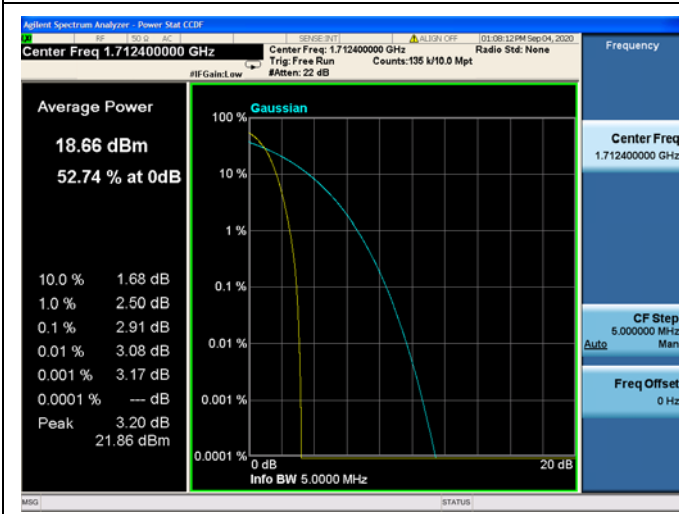 Agilent Spectrum Analyzer - Power Stat CCDF
RF 50 Ω AC SENSE:INT ALIGN OFF 01:08:12 PM Sep 04, 2020
Center Freq 1.712400000 GHz
Center Freq: 1.712400000 GHz Radio Std: None
Trig: Free Run Counts:135 k/10.0 Mpt
#IFGain:Low #Atten: 22 dB
Average Power
18.66 dBm
52.74 % at 0dB
10.0 % 1.68 dB
1.0 % 2.50 dB
0.1 % 2.91 dB
0.01 % 3.08 dB
0.001 % 3.17 dB
0.0001 % --- dB
Peak 3.20 dB
21.86 dBm
Gaussian
100 %
10 %
1 %
0.1 %
0.01 %
0.001 %
0.0001 %
0 dB 20 dB
Info BW 5.0000 MHz
Frequency
Center Freq
1.712400000 GHz
CF Step
5.000000 MHz
Auto Man
Freq Offset
0 Hz
MSG STATUS